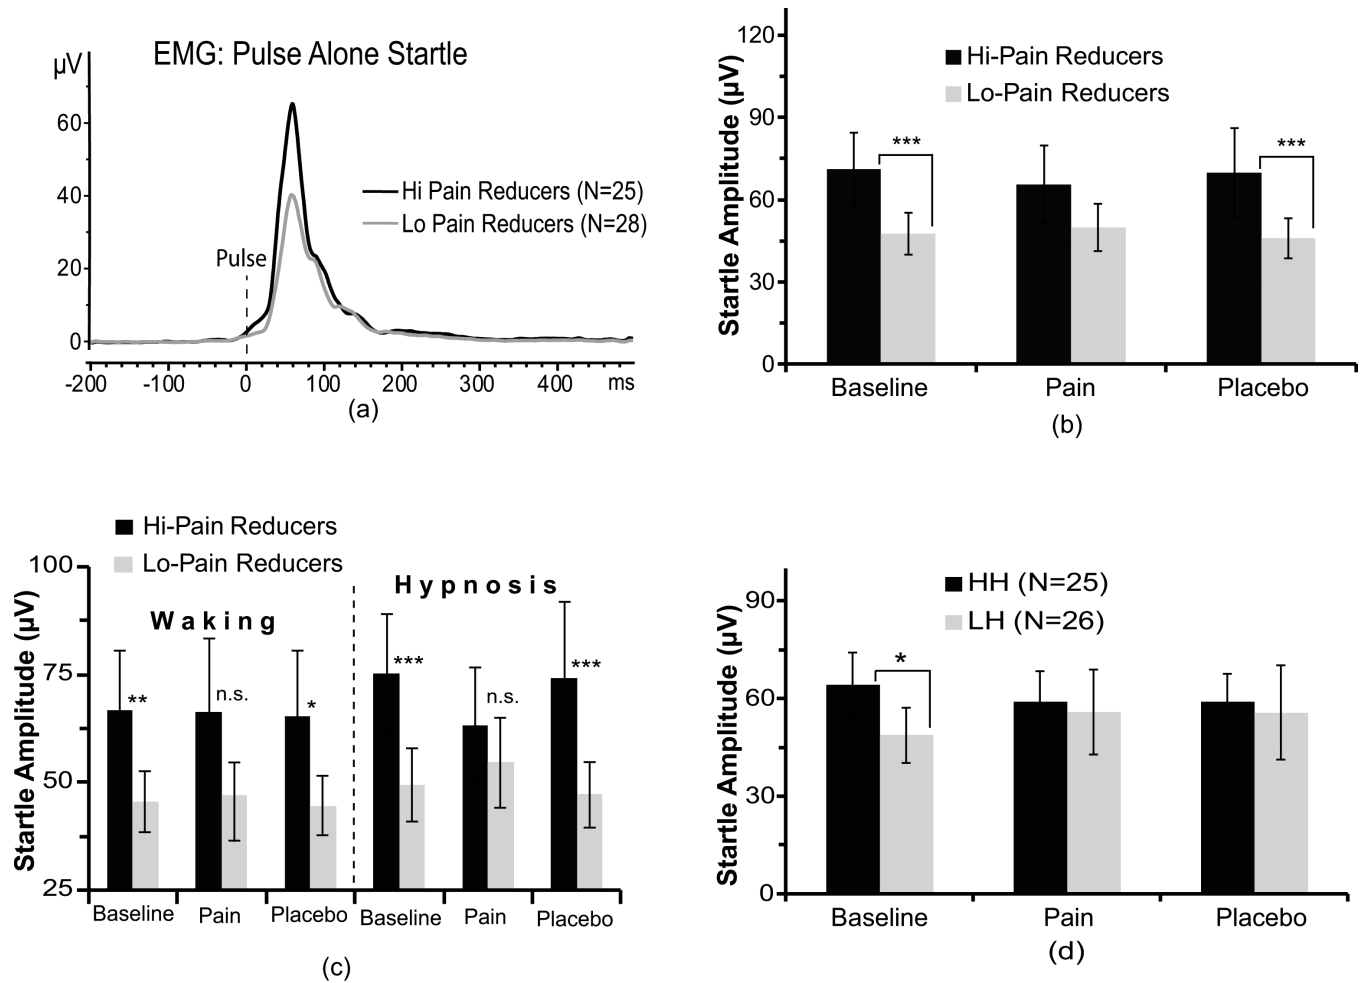 EMG: Pulse Alone Startle
µV
60
40
20
0
Hi Pain Reducers (N=25)
Lo Pain Reducers (N=28)
Pulse
-200 -100 0 100 200 300 400 ms
(a)
Startle Amplitude (µV)
120
90
60
30
0
Hi-Pain Reducers
Lo-Pain Reducers
*** ***
Baseline Pain Placebo
(b)
Hi-Pain Reducers
Lo-Pain Reducers
Startle Amplitude (µV)
100
75
50
25
Waking
Hypnosis
** n.s. * *** n.s. ***
Baseline Pain Placebo Baseline Pain Placebo
(c)
Startle Amplitude (µV)
90
60
30
0
HH (N=25)
LH (N=26)
*
Baseline Pain Placebo
(d)